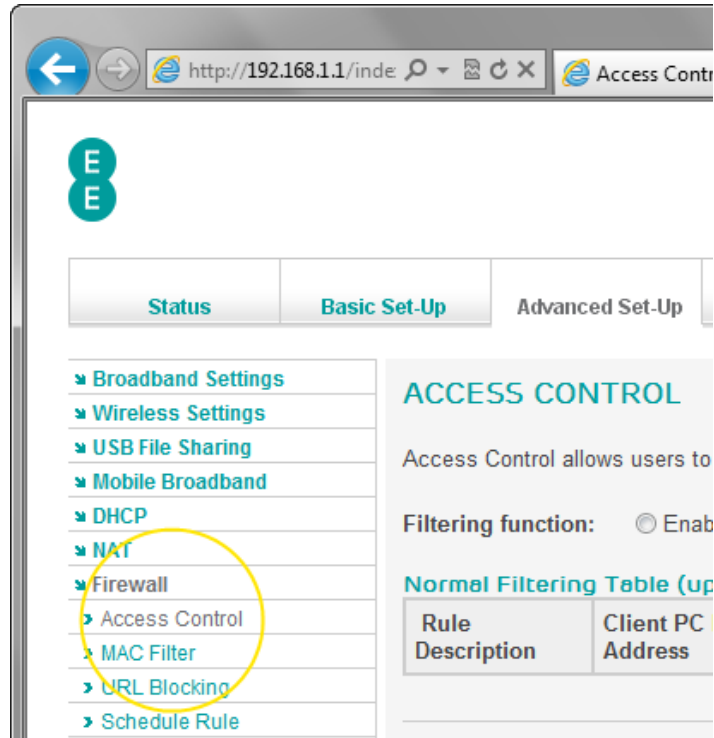 http://192.168.1.1/inde
Access Contr
E
E
Status
Basic Set-Up
Advanced Set-Up
Broadband Settings
Wireless Settings
USB File Sharing
Mobile Broadband
DHCP
NAT
Firewall
Access Control
MAC Filter
URL Blocking
Schedule Rule
ACCESS CONTROL
Access Control allows users to
Filtering function: Enab
Normal Filtering Table (up
Rule Description
Client PC Address